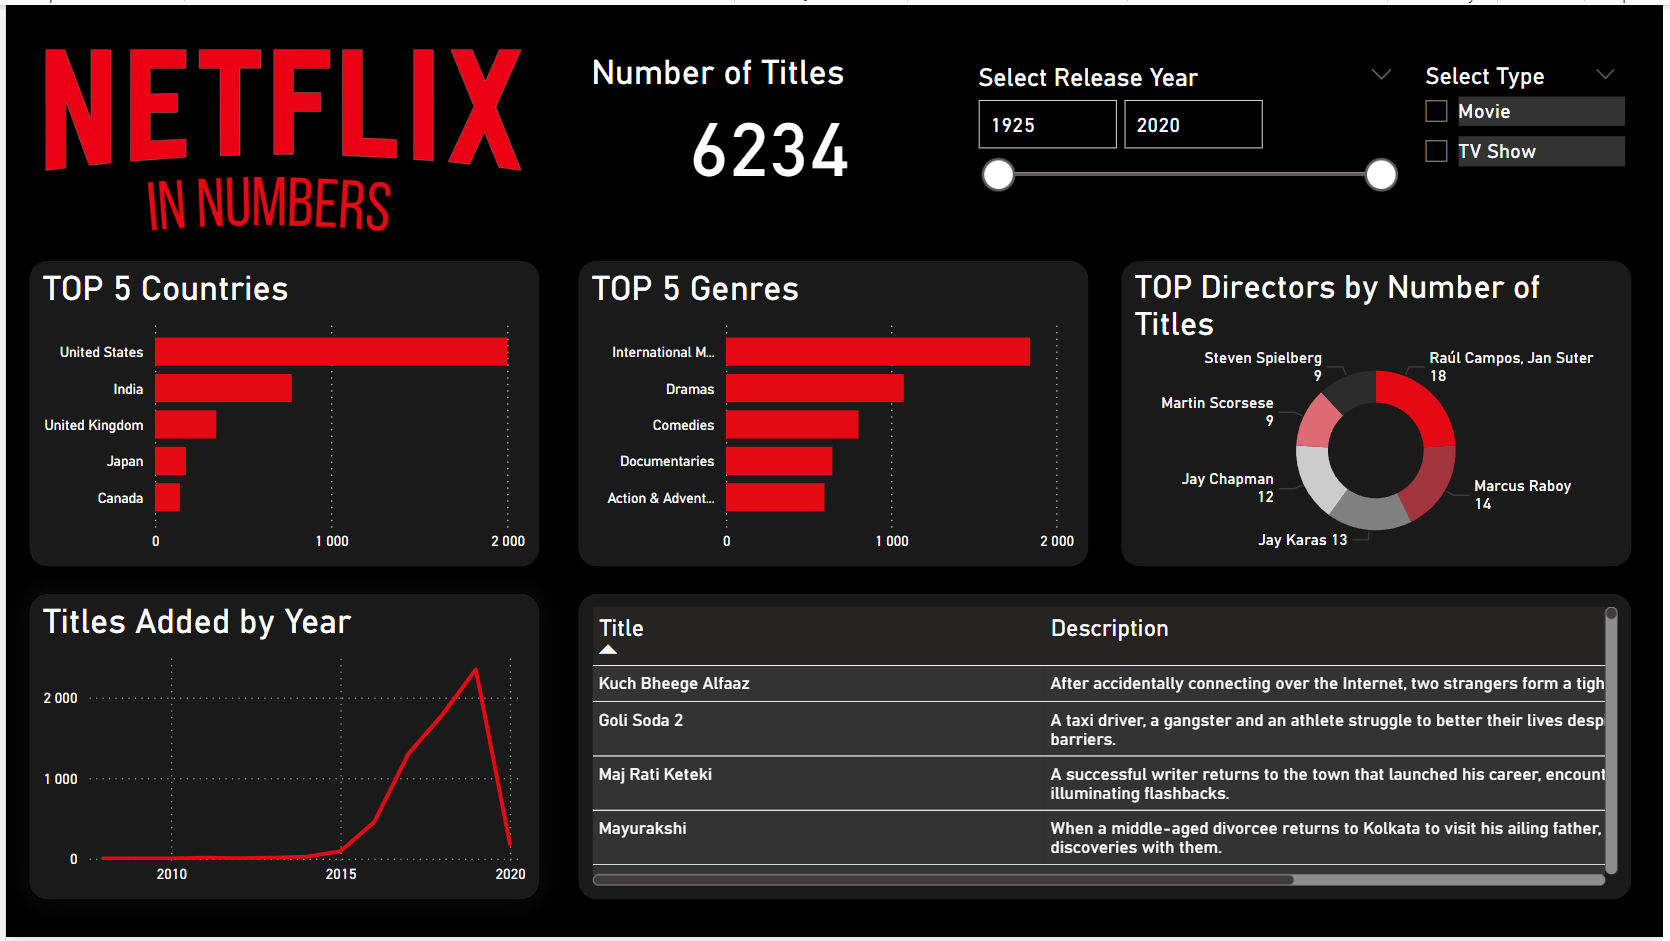 NETFLIX
IN NUMBERS
Number of Titles
6234
Select Release Year
1925
2020
Select Type
Movie
TV Show
TOP 5 Countries
United States
India
United Kingdom
Japan
Canada
0
1 000
2 000
TOP 5 Genres
International M...
Dramas
Comedies
Documentaries
Action & Advent...
0
1 000
2 000
TOP Directors by Number of
Titles
Steven Spielberg
9
Raúl Campos, Jan Suter
18
Martin Scorsese
9
Jay Chapman
12
Marcus Raboy
14
Jay Karas 13
Titles Added by Year
2 000
1 000
0
2010
2015
2020
Title
Description
Kuch Bheege Alfaaz
After accidentally connecting over the Internet, two strangers form a tigh
Goli Soda 2
A taxi driver, a gangster and an athlete struggle to better their lives desp
barriers.
Maj Rati Keteki
A successful writer returns to the town that launched his career, encount
illuminating flashbacks.
Mayurakshi
When a middle-aged divorcee returns to Kolkata to visit his ailing father,
discoveries with them.